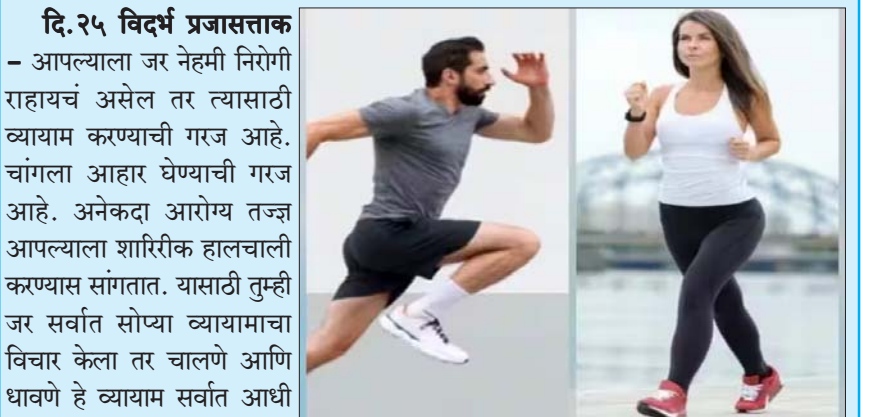 दि.२५ विदर्भ प्रजासत्ताक
– आपल्याला जर नेहमी निरोगी
राहायचं असेल तर त्यासाठी
व्यायाम करण्याची गरज आहे.
चांगला आहार घेण्याची गरज
आहे. अनेकदा आरोग्य तज्ज्ञ
आपल्याला शारिरीक हालचाली
करण्यास सांगतात. यासाठी तुम्ही
जर सर्वात सोप्या व्यायामाचा
विचार केला तर चालणे आणि
धावणे हे व्यायाम सर्वात आधी